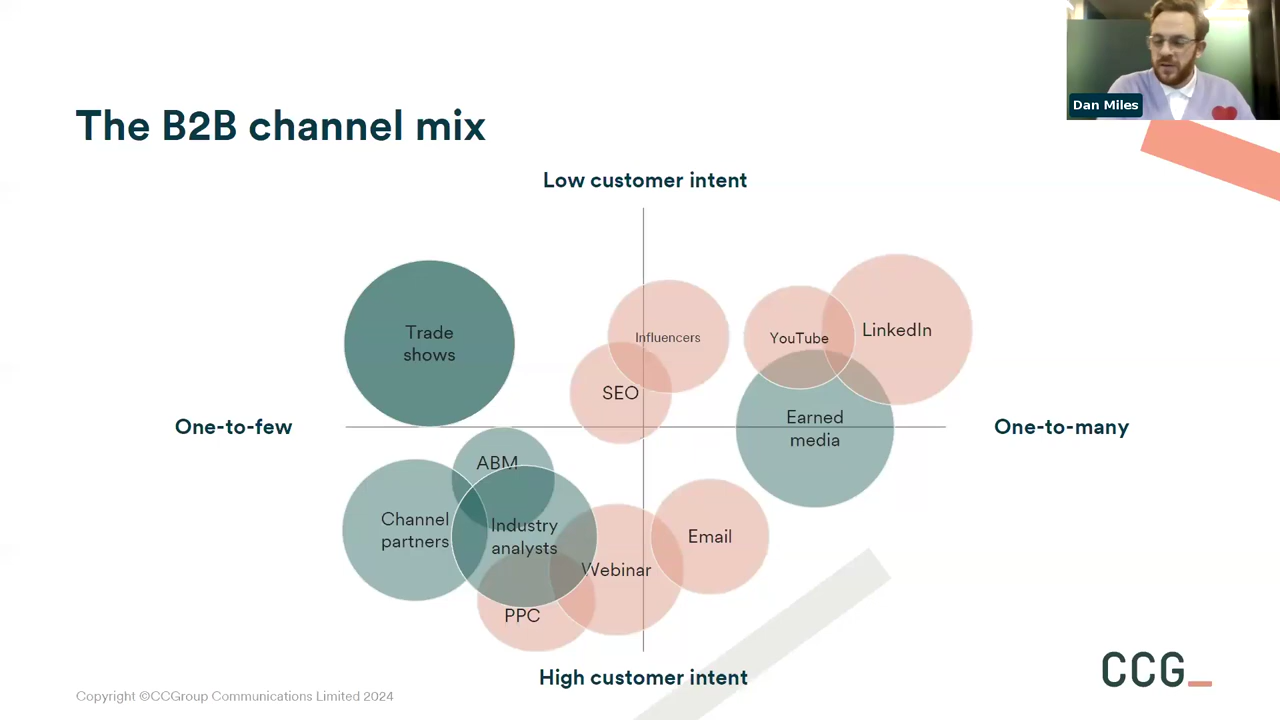 Dan Miles
The B2B channel mix
Low customer intent
Trade
shows
Influencers
YouTube
LinkedIn
SEO
Earned
media
One-to-few
One-to-many
ABM
Channel
partners
Industry
analysts
Email
Webinar
PPC
High customer intent
CCG_
Copyright ©CCGroup Communications Limited 2024